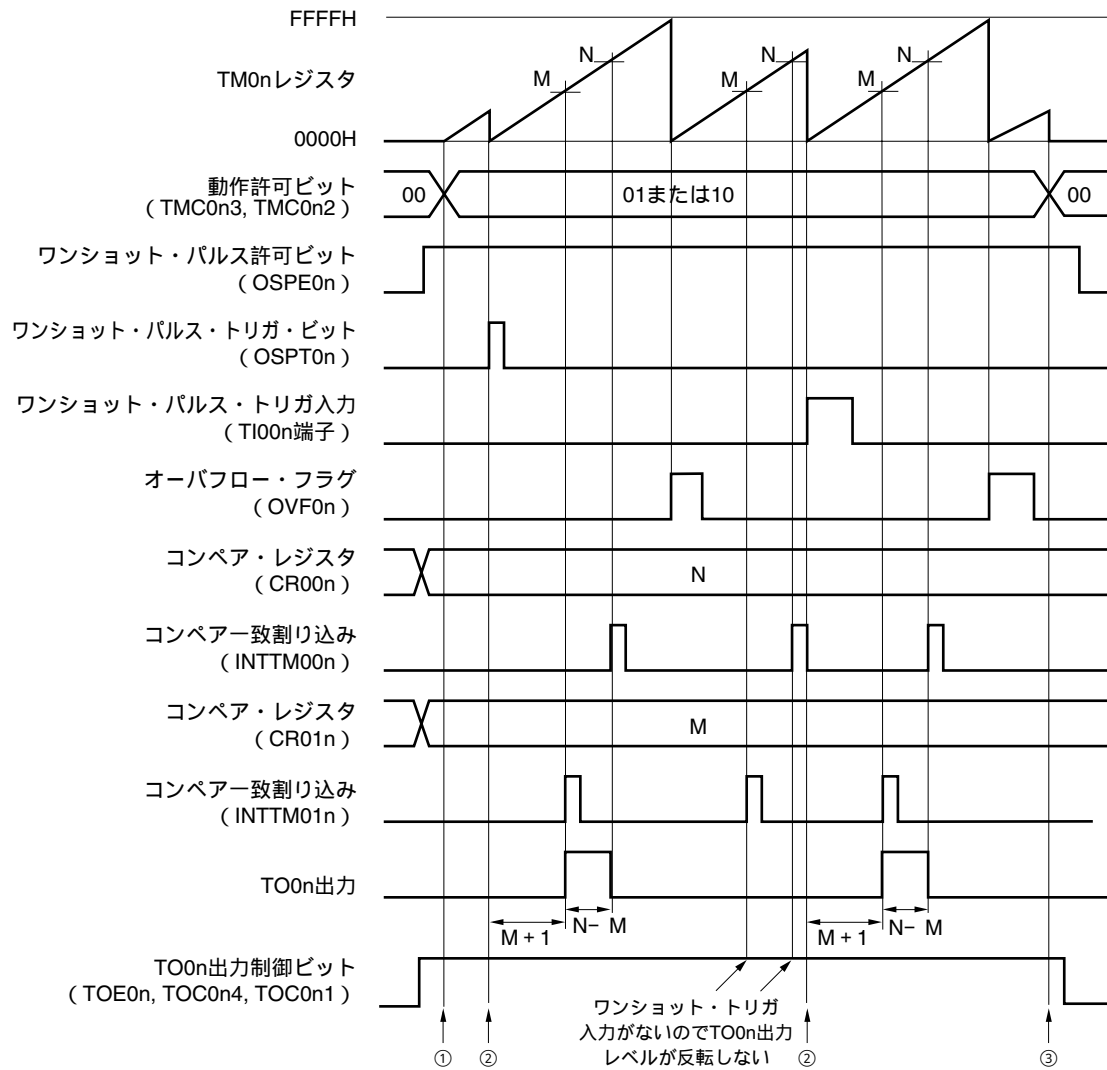 FFFFH
TM0nレジスタ
0000H
M
N
M
N
M
N
動作許可ビット
（TMC0n3, TMC0n2）
00
01または10
00
ワンショット・パルス許可ビット
（OSPE0n）
ワンショット・パルス・トリガ・ビット
（OSPT0n）
ワンショット・パルス・トリガ入力
（TI00n端子）
オーバフロー・フラグ
（OVF0n）
コンペア・レジスタ
（CR00n）
N
コンペア一致割り込み
（INTTM00n）
コンペア・レジスタ
（CR01n）
M
コンペア一致割り込み
（INTTM01n）
TO0n出力
M + 1
N− M
M + 1
N− M
TO0n出力制御ビット
（TOE0n, TOC0n4, TOC0n1）
ワンショット・トリガ
入力がないのでTO0n出力
レベルが反転しない
① ② ② ③